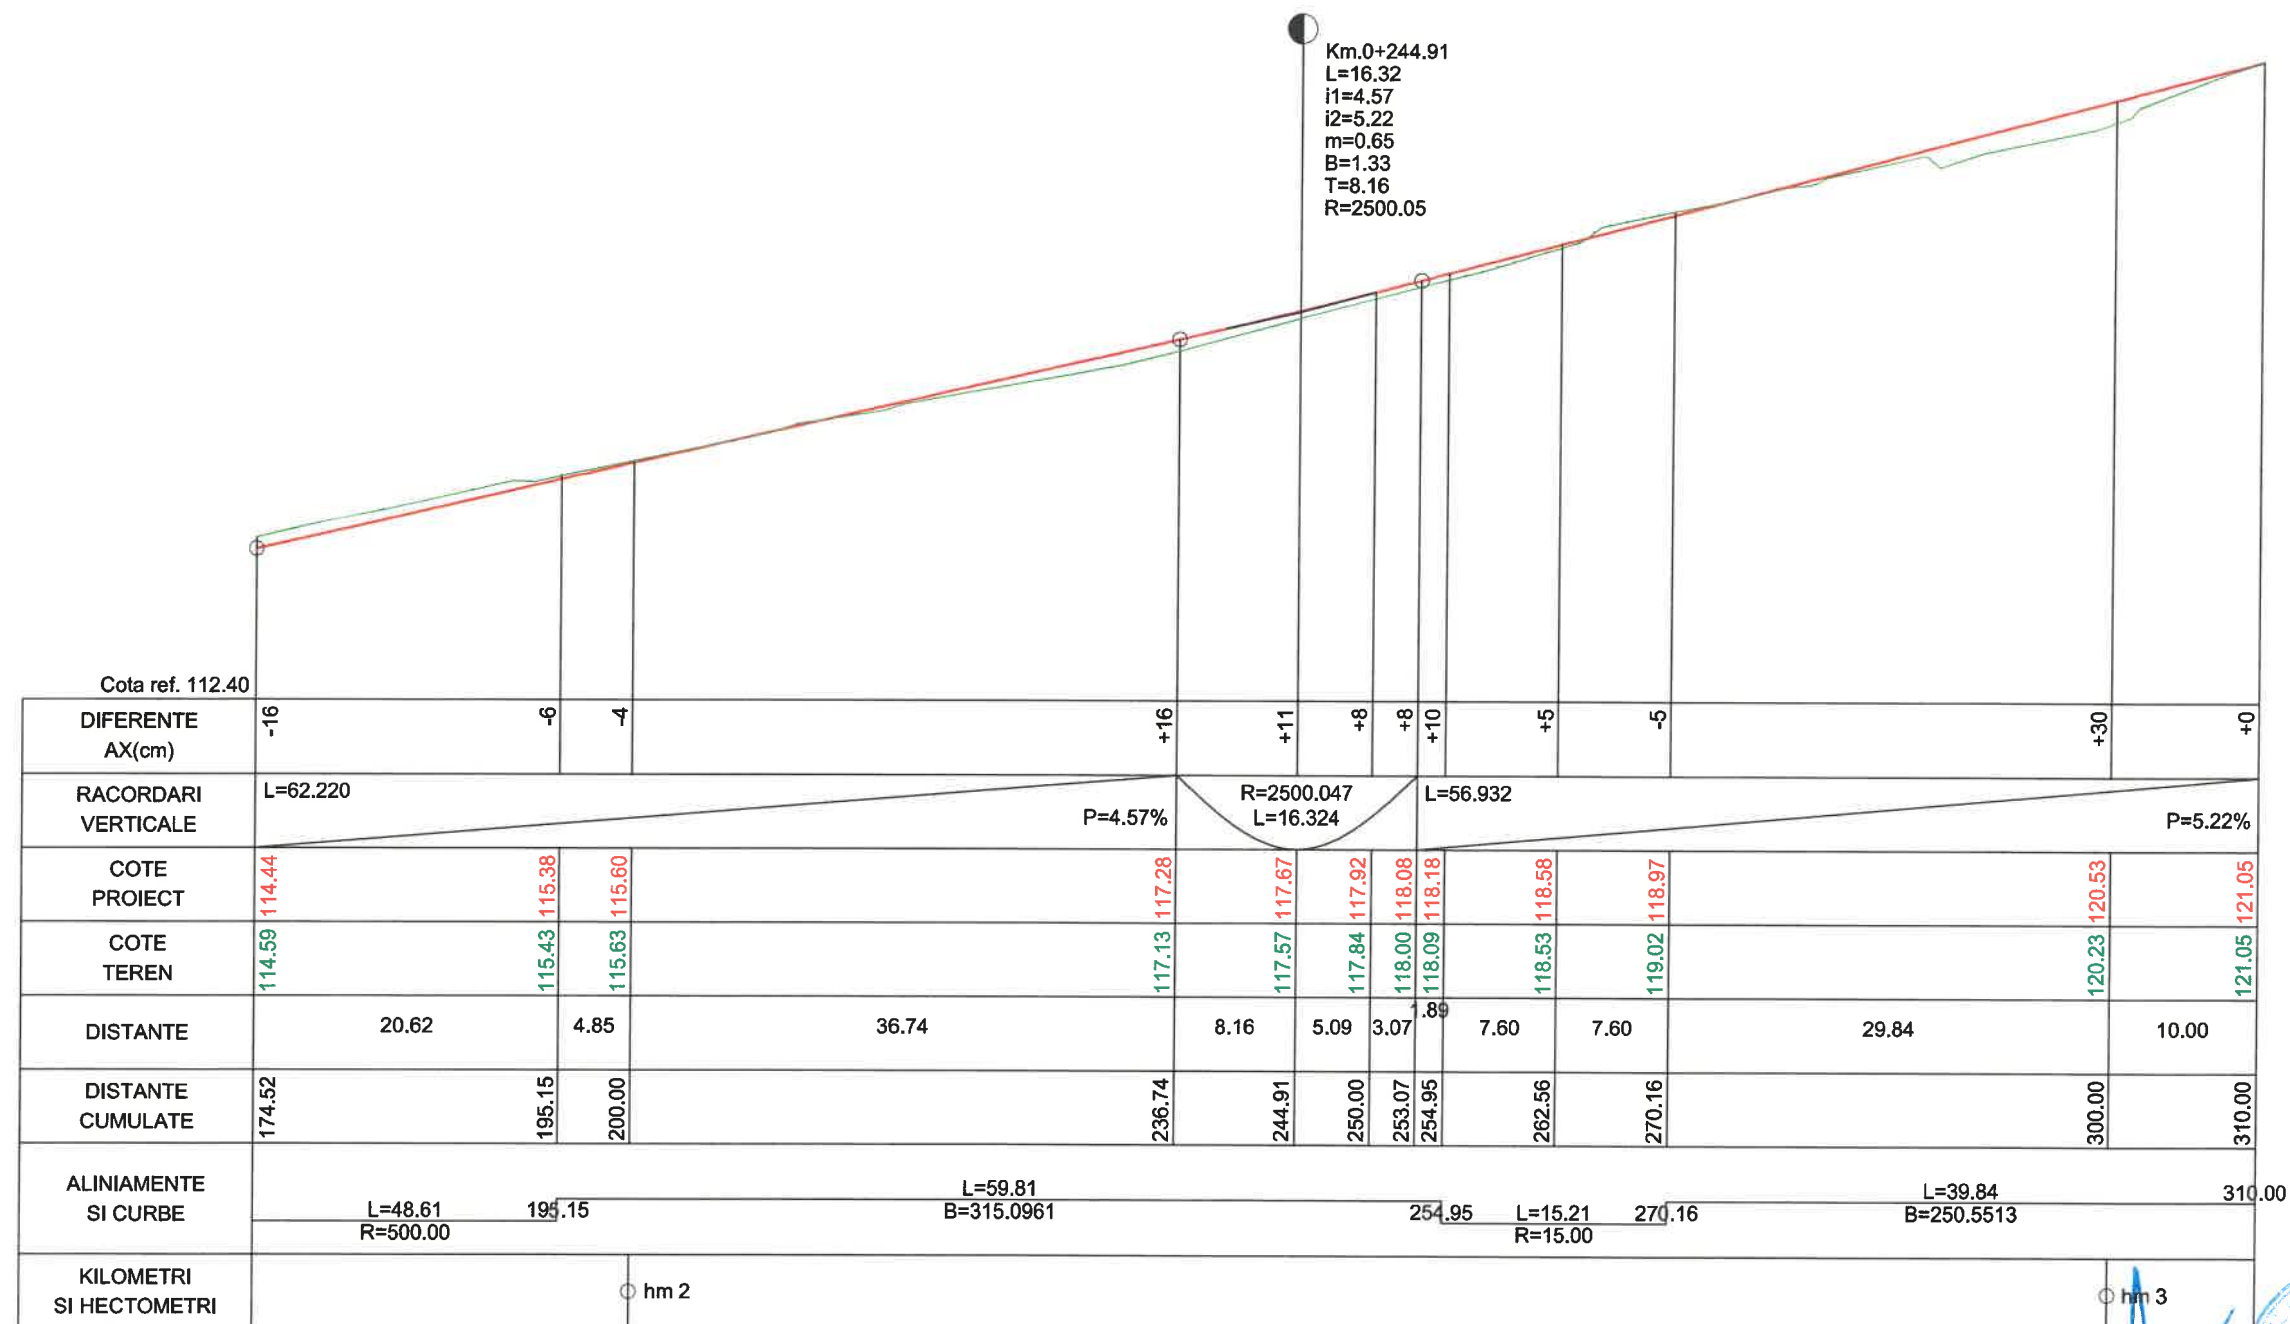 Km.0+244.91
L=16.32
i1=4.57
i2=5.22
m=0.65
B=1.33
T=8.16
R=2500.05
Cota ref. 112.40
DIFERENTE
AX(cm)
-16
-6
-4
+16
+11
+8
+8
+10
+5
-5
+30
+0
RACORDARI
VERTICALE
L=62.220
P=4.57%
R=2500.047
L=16.324
L=56.932
P=5.22%
COTE
PROIECT
114.44
115.38
115.60
117.28
117.67
117.92
118.08
118.18
118.58
118.97
120.53
121.05
COTE
TEREN
114.59
115.43
115.63
117.13
117.57
117.84
118.00
118.09
118.53
119.02
120.23
121.05
DISTANTE
20.62
4.85
36.74
8.16
5.09
3.07
1.89
7.60
7.60
29.84
10.00
DISTANTE
CUMULATE
174.52
195.15
200.00
236.74
244.91
250.00
253.07
254.95
262.56
270.16
300.00
310.00
ALINIAMENTE
SI CURBE
L=48.61
R=500.00
195.15
L=59.81
B=315.0961
254.95
L=15.21
R=15.00
270.16
L=39.84
B=250.5513
310.00
KILOMETRI
SI HECTOMETRI
hm 2
hm 3